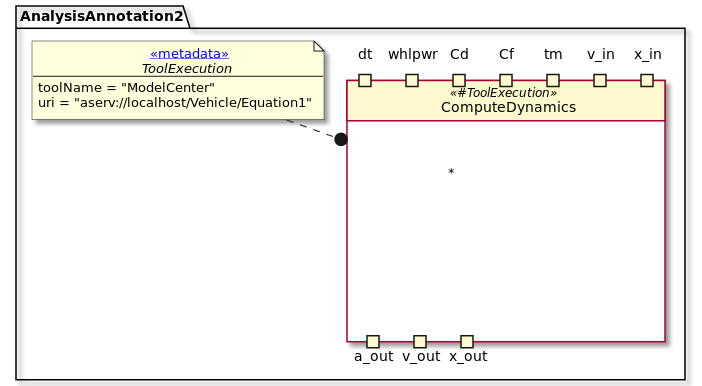 AnalysisAnnotation2
«metadata»
ToolExecution
toolName = "ModelCenter"
uri = "aserv://localhost/Vehicle/Equation1"
dt whlpwr Cd Cf tm v_in x_in
«#ToolExecution»
ComputeDynamics
*
a_out v_out x_out